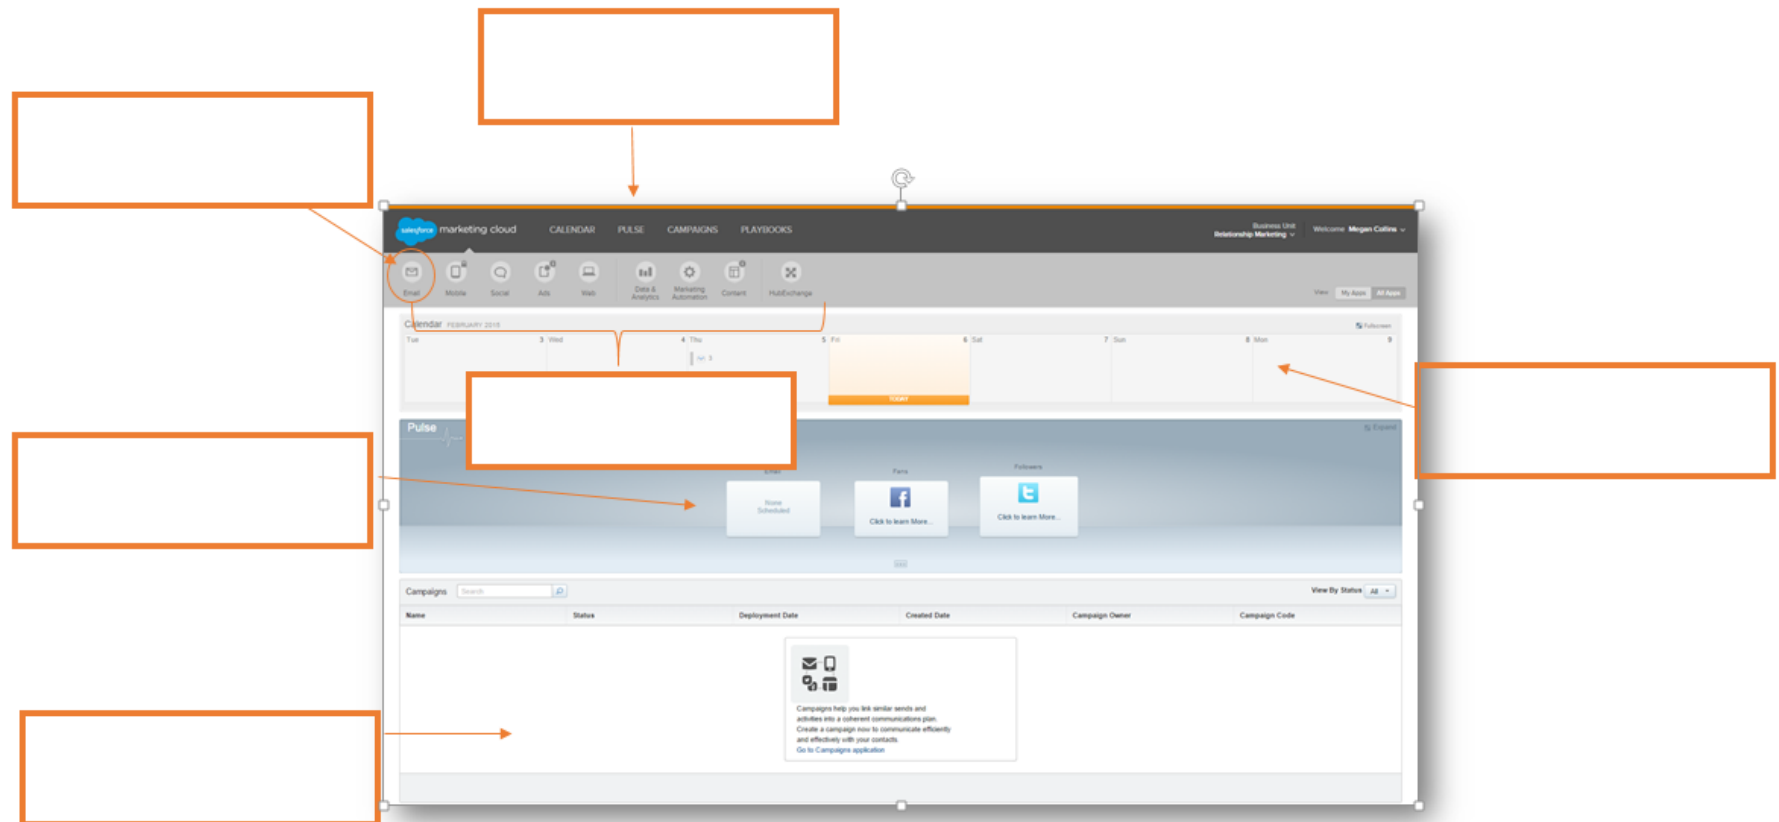 salesforce marketing cloud CALENDAR PULSE CAMPAIGNS PLAYBOOKS
Business Unit
Relationship Marketing
Welcome Megan Collins
Email Mobile Social Ads Web Data & Analytics Marketing Automation Content HubExchange
View My Apps All Apps
Calendar FEBRUARY 2015
Fullscreen
Tue 3 Wed 4 Thu 5 Fri 6 Sat 7 Sun 8 Mon 9
3
TODAY
Pulse
Expand
Email Fans Followers
None
Scheduled
Click to learn More...
Click to learn More...
Campaigns Search View By Status All
Name Status Deployment Date Created Date Campaign Owner Campaign Code
Campaigns help you link similar sends and
activities into a coherent communications plan.
Create a campaign now to communicate efficiently
and effectively with your contacts.
Go to Campaigns application